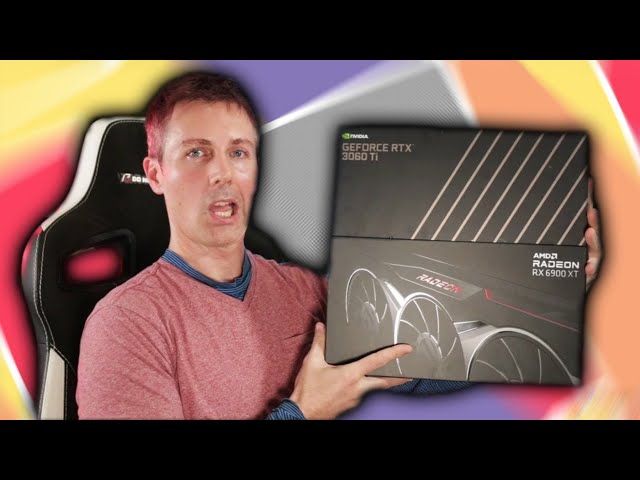 NVIDIA
GEFORCE RTX
3060 Ti
AMD
RADEON
RX 6900 XT
RADEON